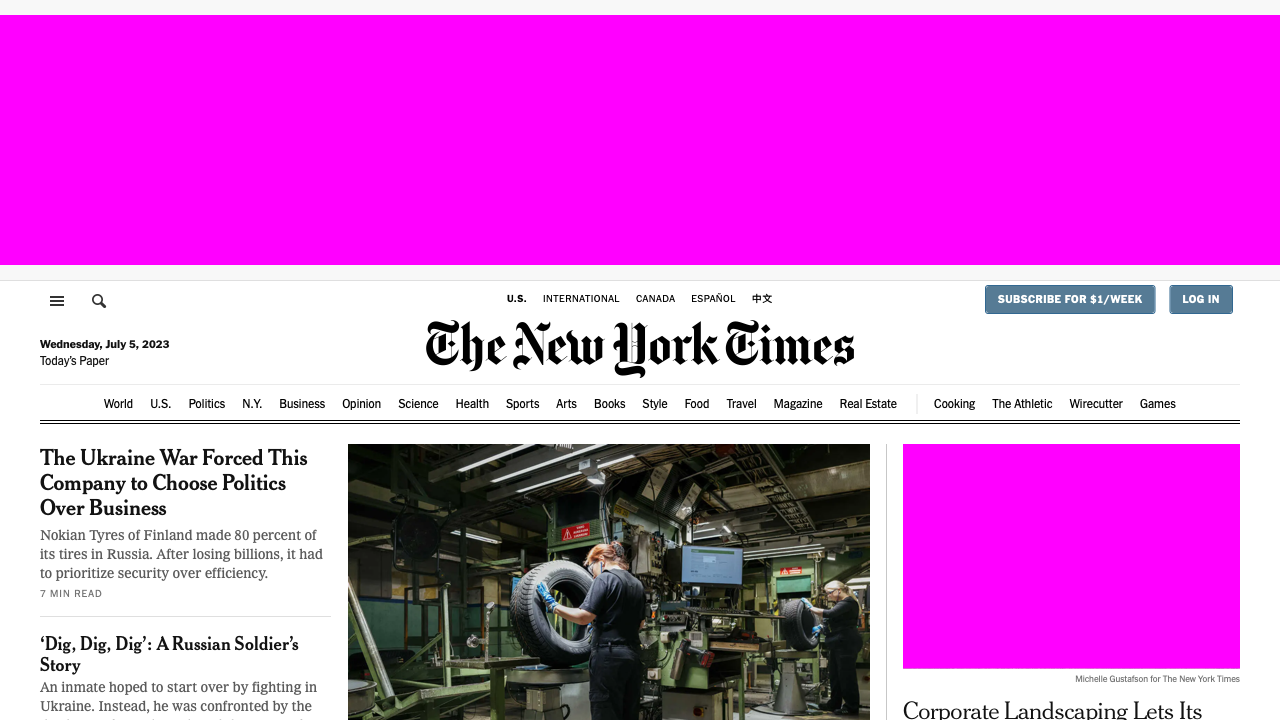 U.S. INTERNATIONAL CANADA ESPAÑOL 中文
SUBSCRIBE FOR $1/WEEK LOG IN
The New York Times
Wednesday, July 5, 2023
Today's Paper
World U.S. Politics N.Y. Business Opinion Science Health Sports Arts Books Style Food Travel Magazine Real Estate Cooking The Athletic Wirecutter Games
The Ukraine War Forced This
Company to Choose Politics
Over Business
Nokian Tyres of Finland made 80 percent of
its tires in Russia. After losing billions, it had
to prioritize security over efficiency.
7 MIN READ
‘Dig, Dig, Dig’: A Russian Soldier’s
Story
An inmate hoped to start over by fighting in
Ukraine. Instead, he was confronted by the
Michelle Gustafson for The New York Times
Corporate Landscaping Lets Its